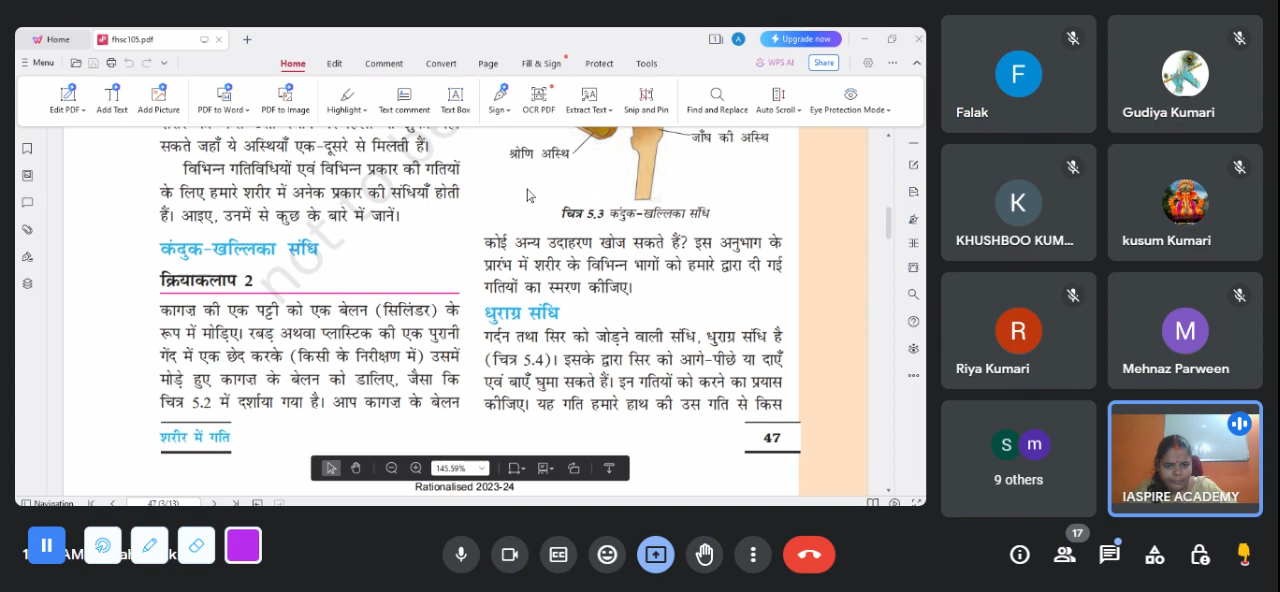 Home
fhsc105.pdf
Upgrade now
Menu
Home
Edit
Comment
Convert
Page
Fill & Sign
Protect
Tools
WPS AI
Share
Edit PDF
Add Text
Add Picture
PDF to Word
PDF to Image
Highlight
Text comment
Text Box
Sign
OCR PDF
Extract Text
Snip and Pin
Find and Replace
Auto Scroll
Eye Protection Mode
सकते जहाँ ये अस्थियाँ एक-दूसरे से मिलती हैं।
विभिन्न गतिविधियों एवं विभिन्न प्रकार की गतियों
के लिए हमारे शरीर में अनेक प्रकार की संधियाँ होती
हैं। आइए, उनमें से कुछ के बारे में जानें।
कंदुक-खल्लिका संधि
क्रियाकलाप 2
कागज़ की एक पट्टी को एक बेलन (सिलिंडर) के
रूप में मोड़िए। रबड़ अथवा प्लास्टिक की एक पुरानी
गेंद में एक छेद करके (किसी के निरीक्षण में) उसमें
मोड़े हुए कागज़ के बेलन को डालिए, जैसा कि
चित्र 5.2 में दर्शाया गया है। आप कागज़ के बेलन
शरीर में गति
श्रोणि अस्थि
जाँघ की अस्थि
चित्र 5.3 कंदुक-खल्लिका संधि
कोई अन्य उदाहरण खोज सकते हैं? इस अनुभाग के
प्रारंभ में शरीर के विभिन्न भागों को हमारे द्वारा दी गई
गतियों का स्मरण कीजिए।
धुराग्र संधि
गर्दन तथा सिर को जोड़ने वाली संधि, धुराग्र संधि है
(चित्र 5.4)। इसके द्वारा सिर को आगे-पीछे या दाएँ
एवं बाएँ घुमा सकते हैं। इन गतियों को करने का प्रयास
कीजिए। यह गति हमारे हाथ की उस गति से किस
47
not to be
145.59%
Rationalised 2023-24
Navigation
47 (3/13)
F
Falak
Gudiya Kumari
K
KHUSHBOO KUM...
kusum Kumari
R
Riya Kumari
M
Mehnaz Parween
S m
9 others
IASPIRE ACADEMY
17